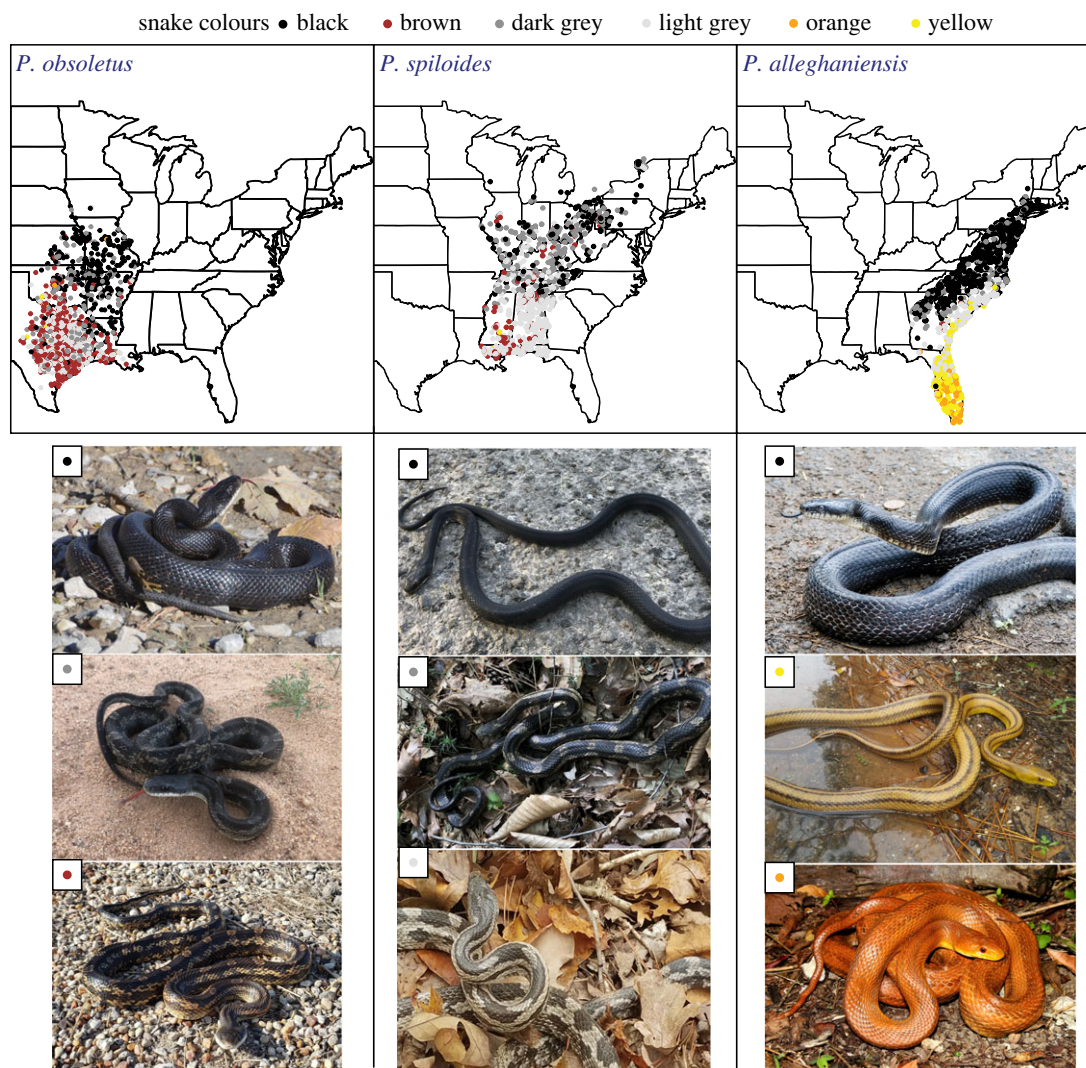 snake colours black brown dark grey light grey orange yellow
P. obsoletus P. spiloides P. alleghaniensis